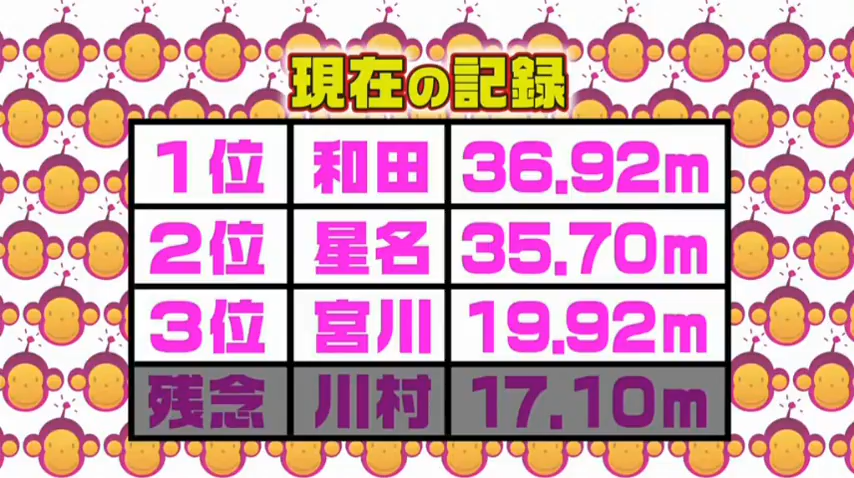 現在の記録
1位 和田 36.92m
2位 星名 35.70m
3位 宮川 19.92m
残念 川村 17.10m